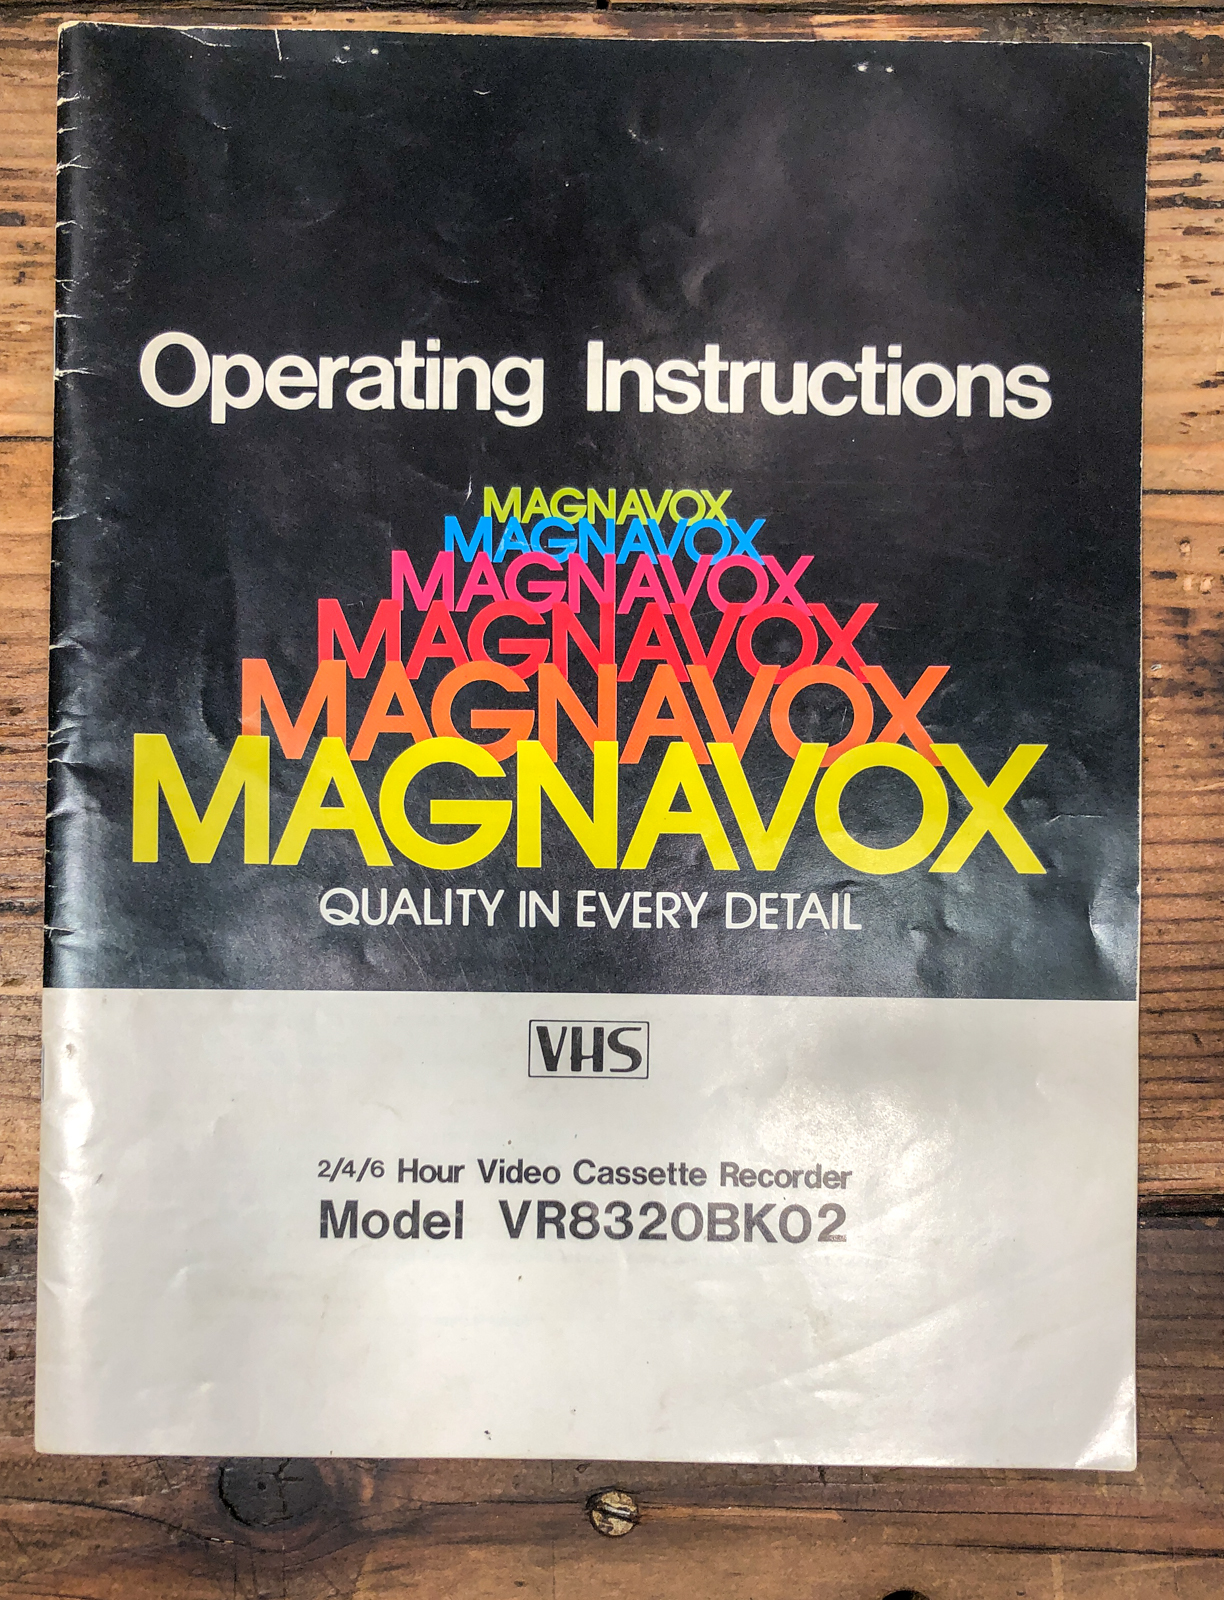 Operating Instructions
MAGNAVOX
MAGNAVOX
MAGNAVOX
MAGNAVOX
MAGNAVOX
MAGNAVOX
QUALITY IN EVERY DETAIL
VHS
2/4/6 Hour Video Cassette Recorder
Model VR8320BK02